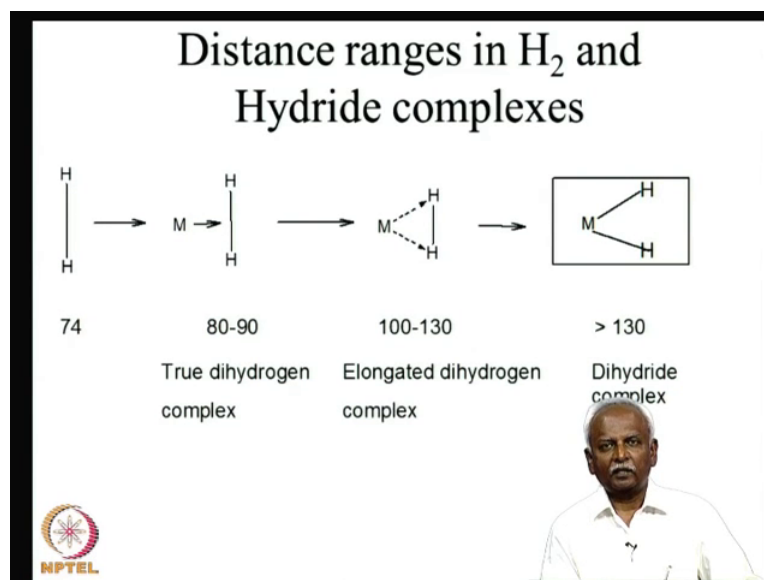 Distance ranges in H2 and
Hydride complexes
H
H
M
H
H
M
H
H
M
H
H
74
80-90
100-130
> 130
True dihydrogen
complex
Elongated dihydrogen
complex
Dihydride
complex
NPTEL